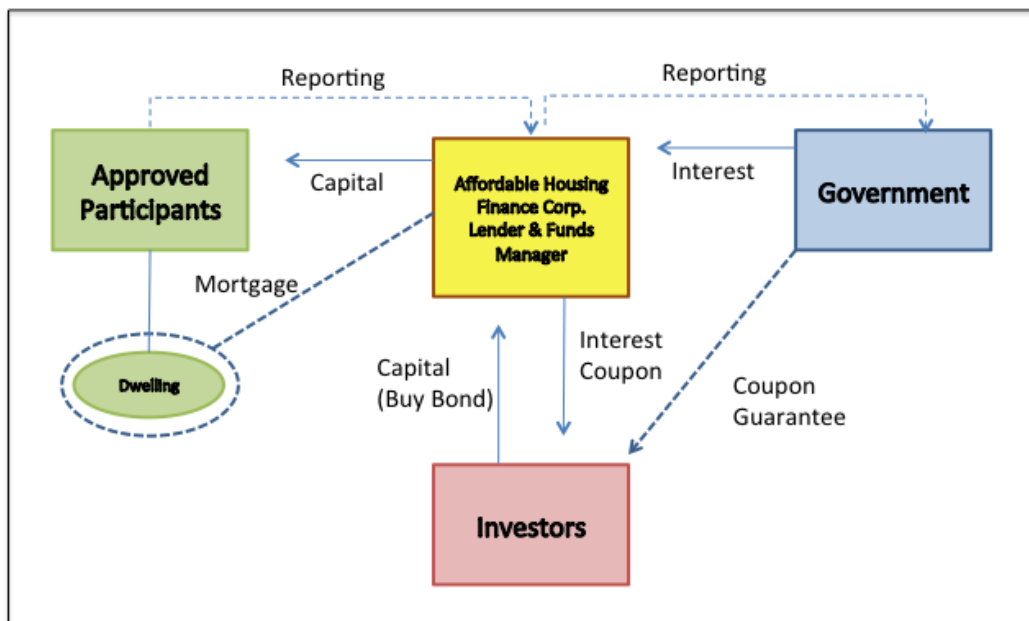 Reporting
Reporting
Approved
Participants
Capital
Affordable Housing
Finance Corp.
Lender & Funds
Manager
Interest
Government
Mortgage
Dwelling
Capital
(Buy Bond)
Interest
Coupon
Coupon
Guarantee
Investors